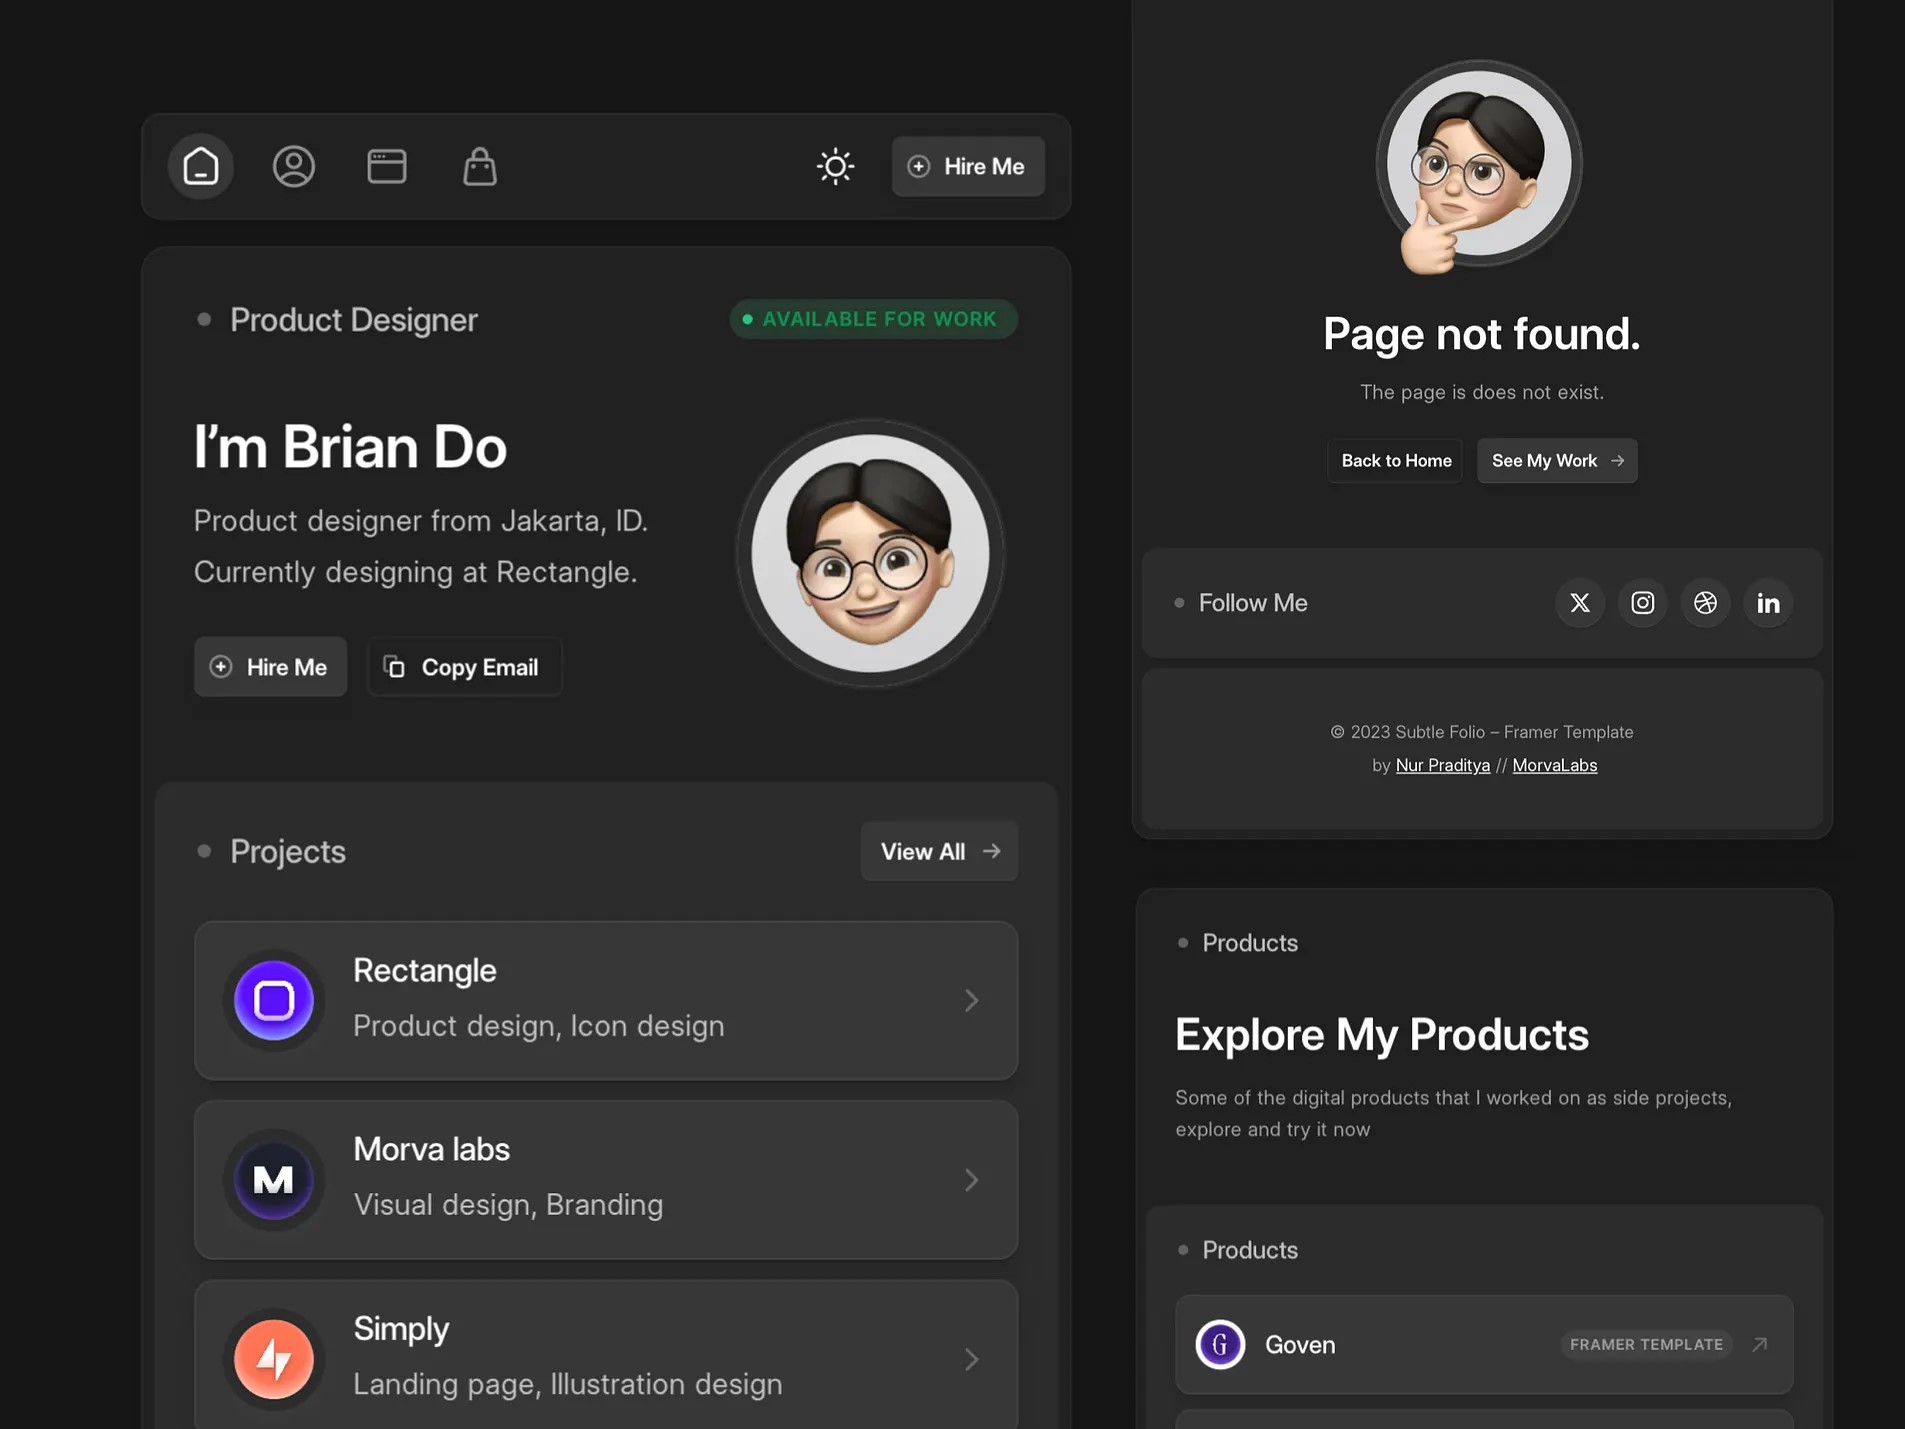 Hire Me
Product Designer
AVAILABLE FOR WORK
I'm Brian Do
Product designer from Jakarta, ID.
Currently designing at Rectangle.
Hire Me
Copy Email
Projects
View All
Rectangle
Product design, Icon design
M
Morva labs
Visual design, Branding
Simply
Landing page, Illustration design
Page not found.
The page is does not exist.
Back to Home
See My Work
Follow Me
in
© 2023 Subtle Folio – Framer Template
by Nur Praditya // MorvaLabs
Products
Explore My Products
Some of the digital products that I worked on as side projects,
explore and try it now
Products
G
Goven
FRAMER TEMPLATE